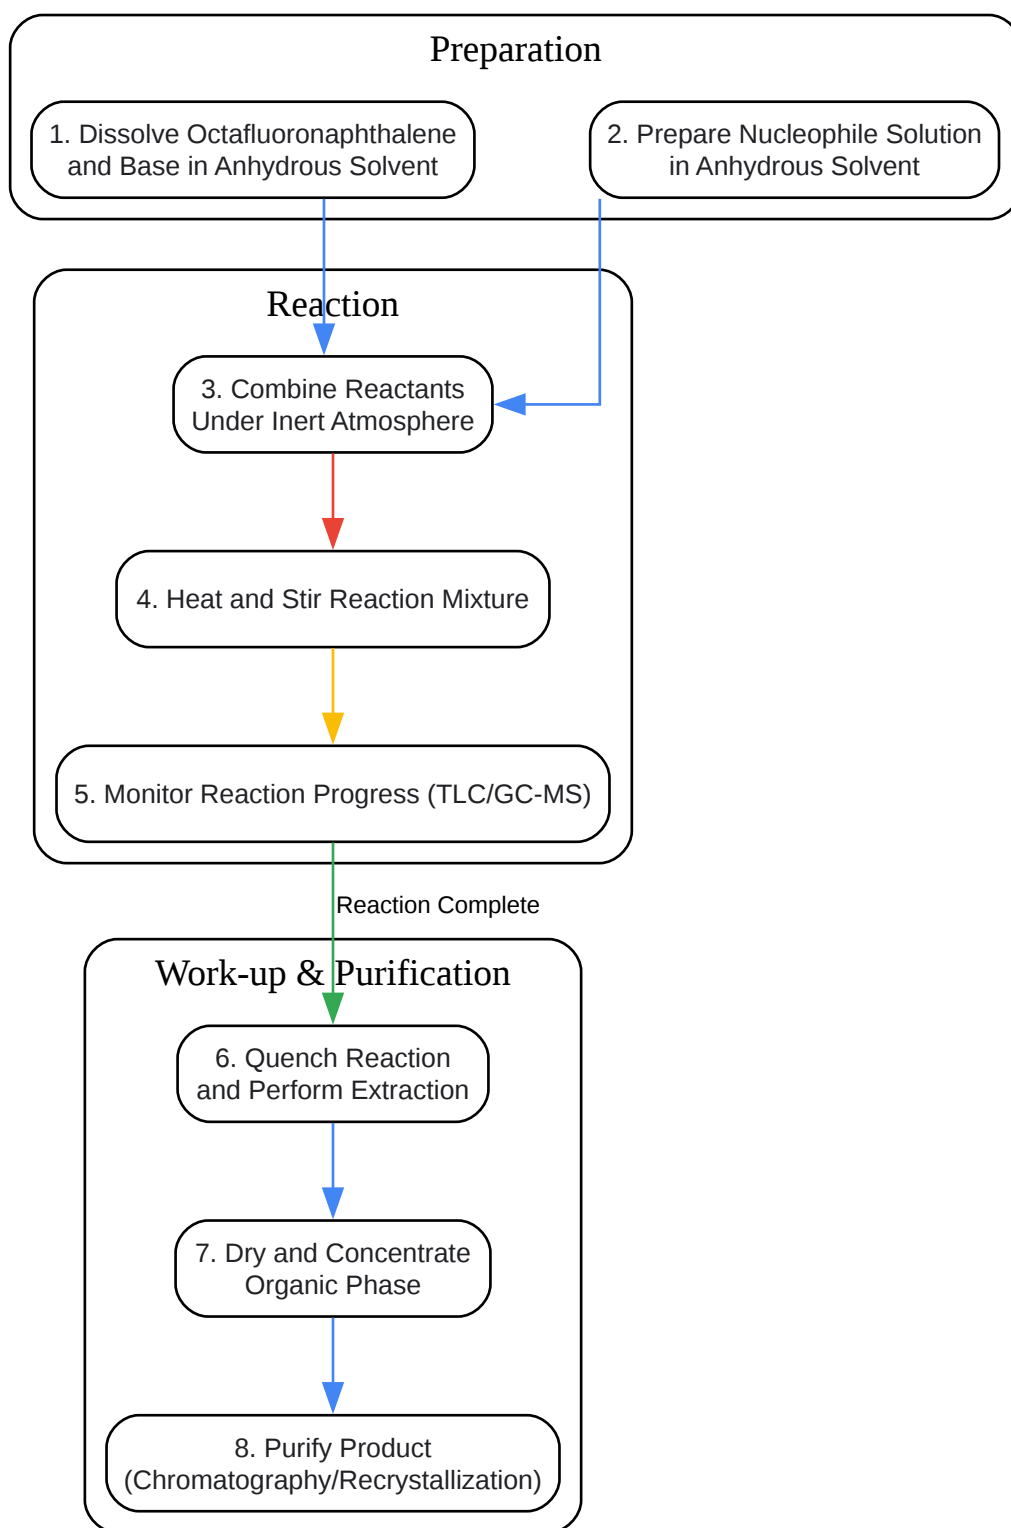 Preparation
1. Dissolve Octafluoronaphthalene
and Base in Anhydrous Solvent
2. Prepare Nucleophile Solution
in Anhydrous Solvent
Reaction
3. Combine Reactants
Under Inert Atmosphere
4. Heat and Stir Reaction Mixture
5. Monitor Reaction Progress (TLC/GC-MS)
Reaction Complete
Work-up & Purification
6. Quench Reaction
and Perform Extraction
7. Dry and Concentrate
Organic Phase
8. Purify Product
(Chromatography/Recrystallization)